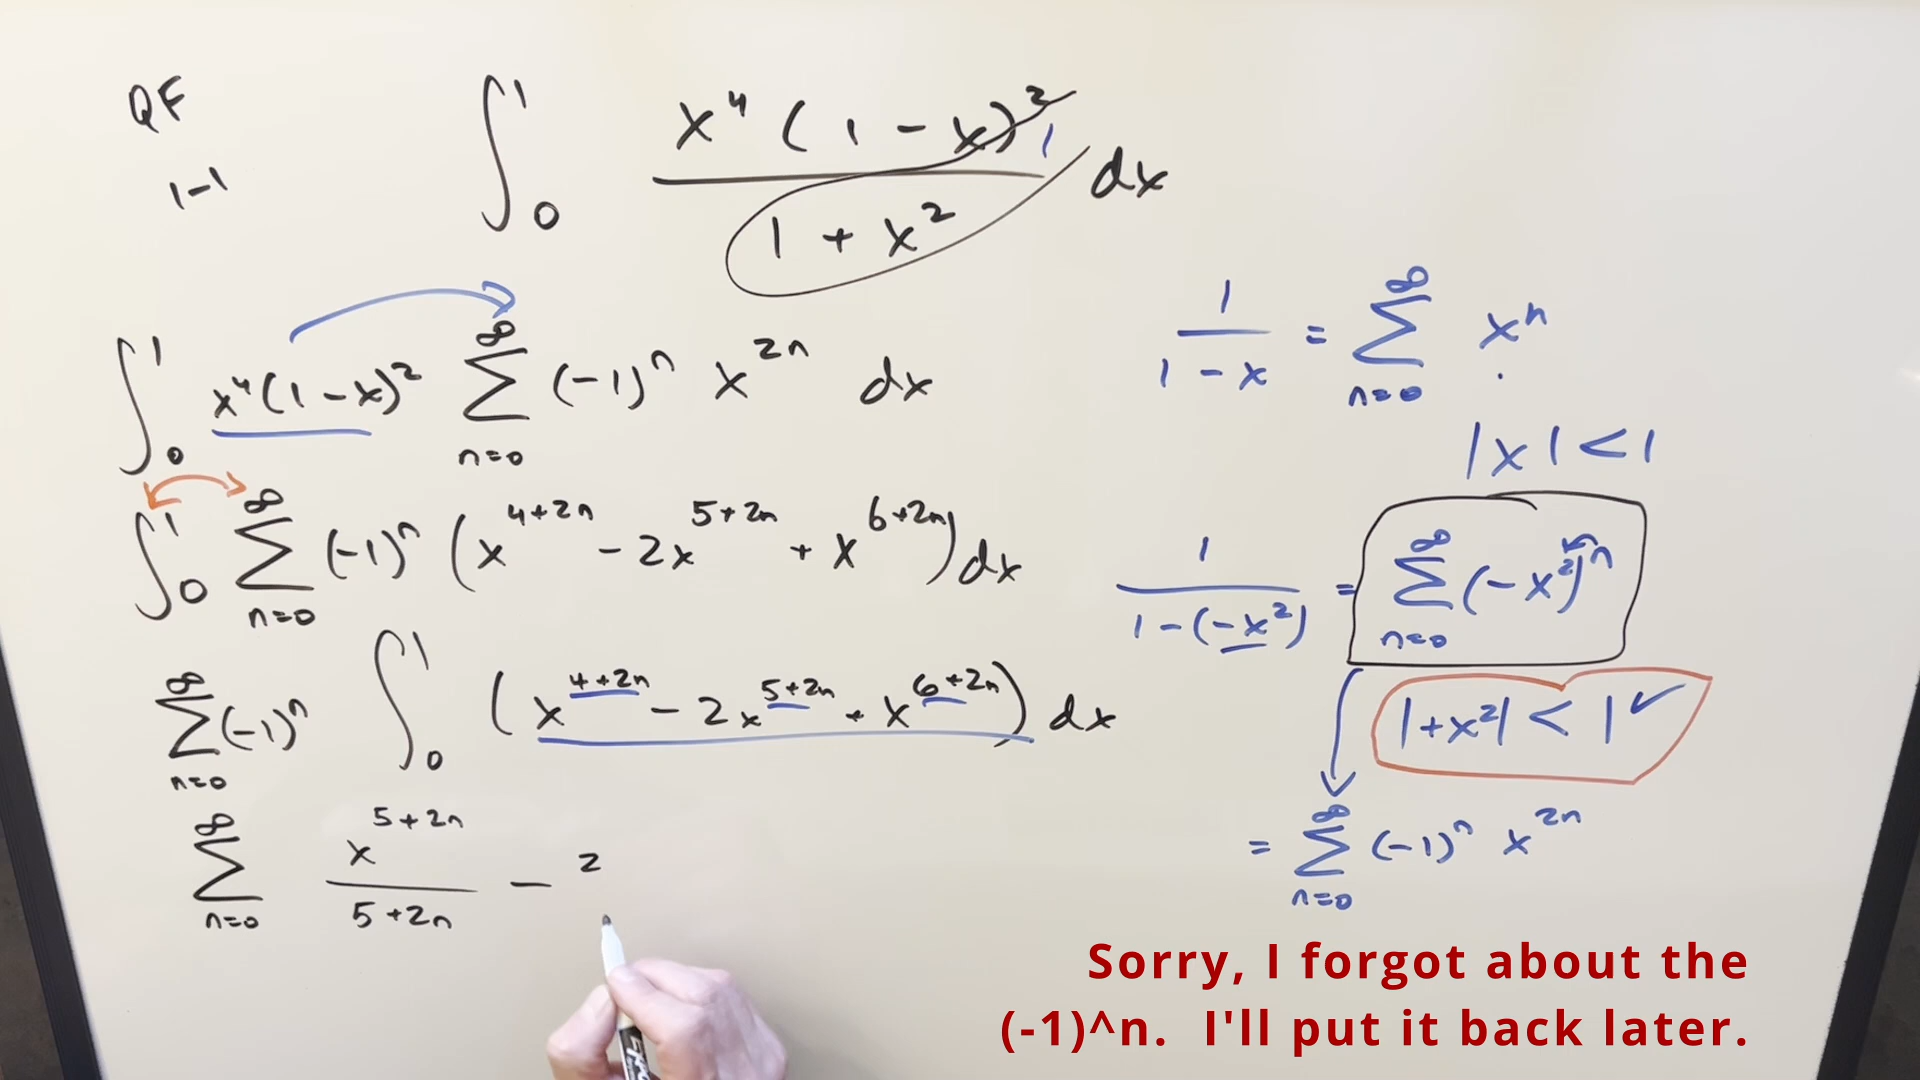 QF
1-1
∫₀¹ x⁴(1-x)² 1 / 1+x² dx
∫₀¹ x⁴(1-x)² ∑_{n=0}^{∞} (-1)ⁿ x²ⁿ dx
∫₀¹ ∑_{n=0}^{∞} (-1)ⁿ (x^{4+2n} - 2x^{5+2n} + x^{6+2n}) dx
∑_{n=0}^{∞} (-1)ⁿ ∫₀¹ (x^{4+2n} - 2x^{5+2n} + x^{6+2n}) dx
∑_{n=0}^{∞} x^{5+2n} / 5+2n - 2
1 / 1-x = ∑_{n=0}^{∞} xⁿ
|x| < 1
1 / 1-(-x²) = ∑_{n=0}^{∞} (-x²)ⁿ
|+x²| < 1 ✓
= ∑_{n=0}^{∞} (-1)ⁿ x²ⁿ
Sorry, I forgot about the
(-1)^n. I'll put it back later.